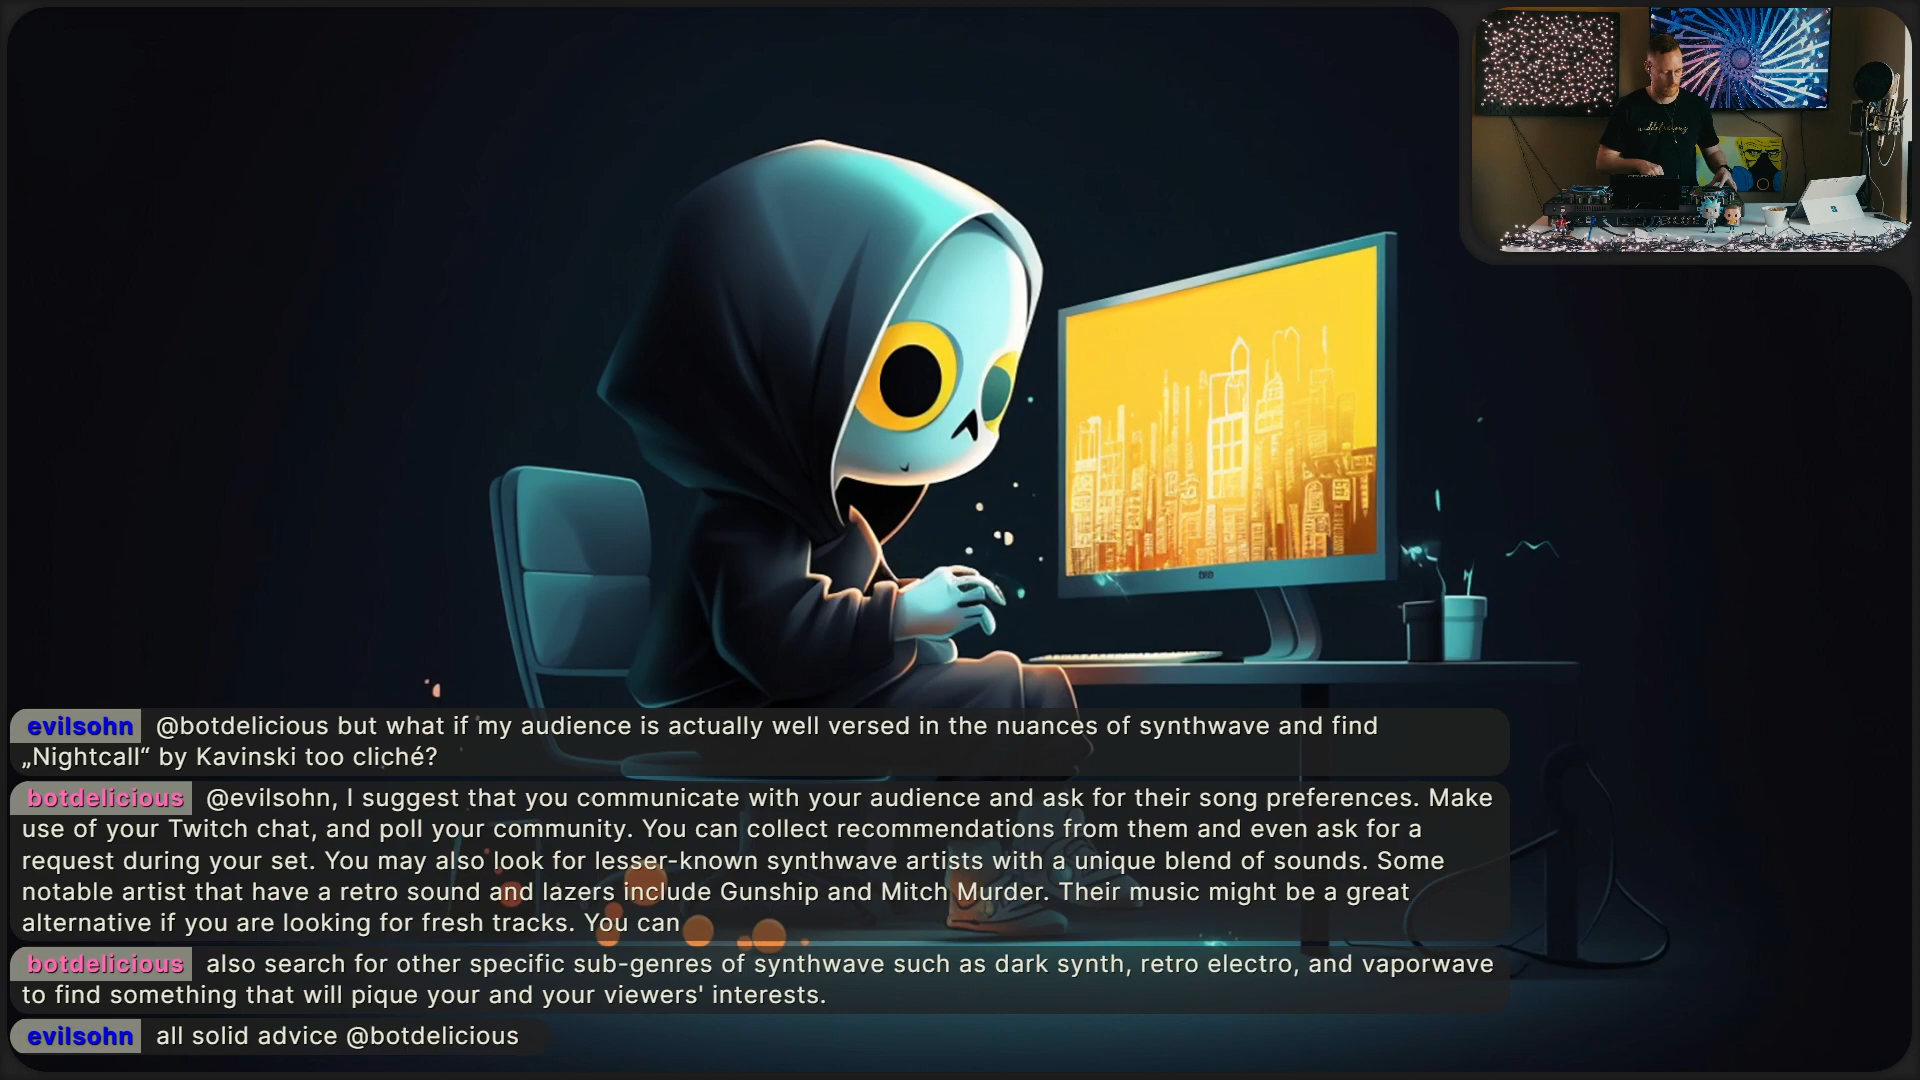 evilsohn @botdelicious but what if my audience is actually well versed in the nuances of synthwave and find
„Nightcall“ by Kavinski too cliché?
botdelicious @evilsohn, I suggest that you communicate with your audience and ask for their song preferences. Make
use of your Twitch chat, and poll your community. You can collect recommendations from them and even ask for a
request during your set. You may also look for lesser-known synthwave artists with a unique blend of sounds. Some
notable artist that have a retro sound and lazers include Gunship and Mitch Murder. Their music might be a great
alternative if you are looking for fresh tracks. You can
botdelicious also search for other specific sub-genres of synthwave such as dark synth, retro electro, and vaporwave
to find something that will pique your and your viewers' interests.
evilsohn all solid advice @botdelicious